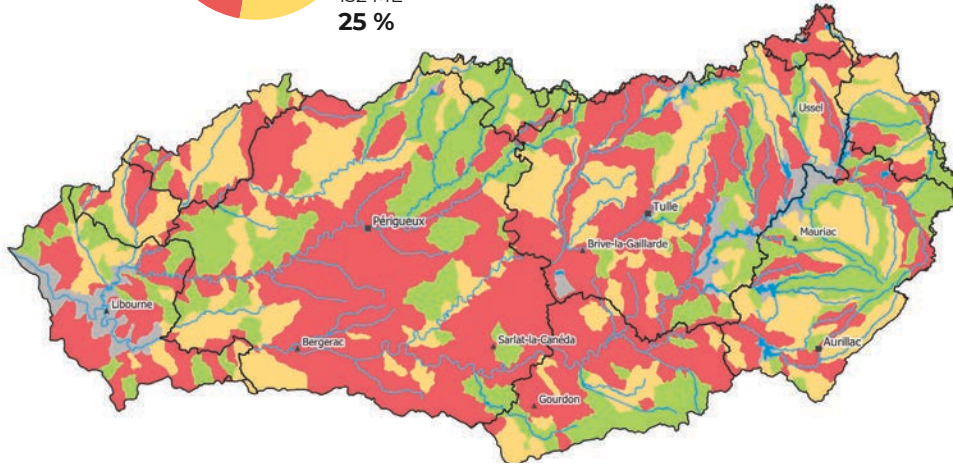 25 %
Ussel
Tulle
Périgueux
Mauriac
Brive-la-Gaillarde
Libourne
Sarlat-la-Canéda
Bergerac
Aurillac
Gourdon